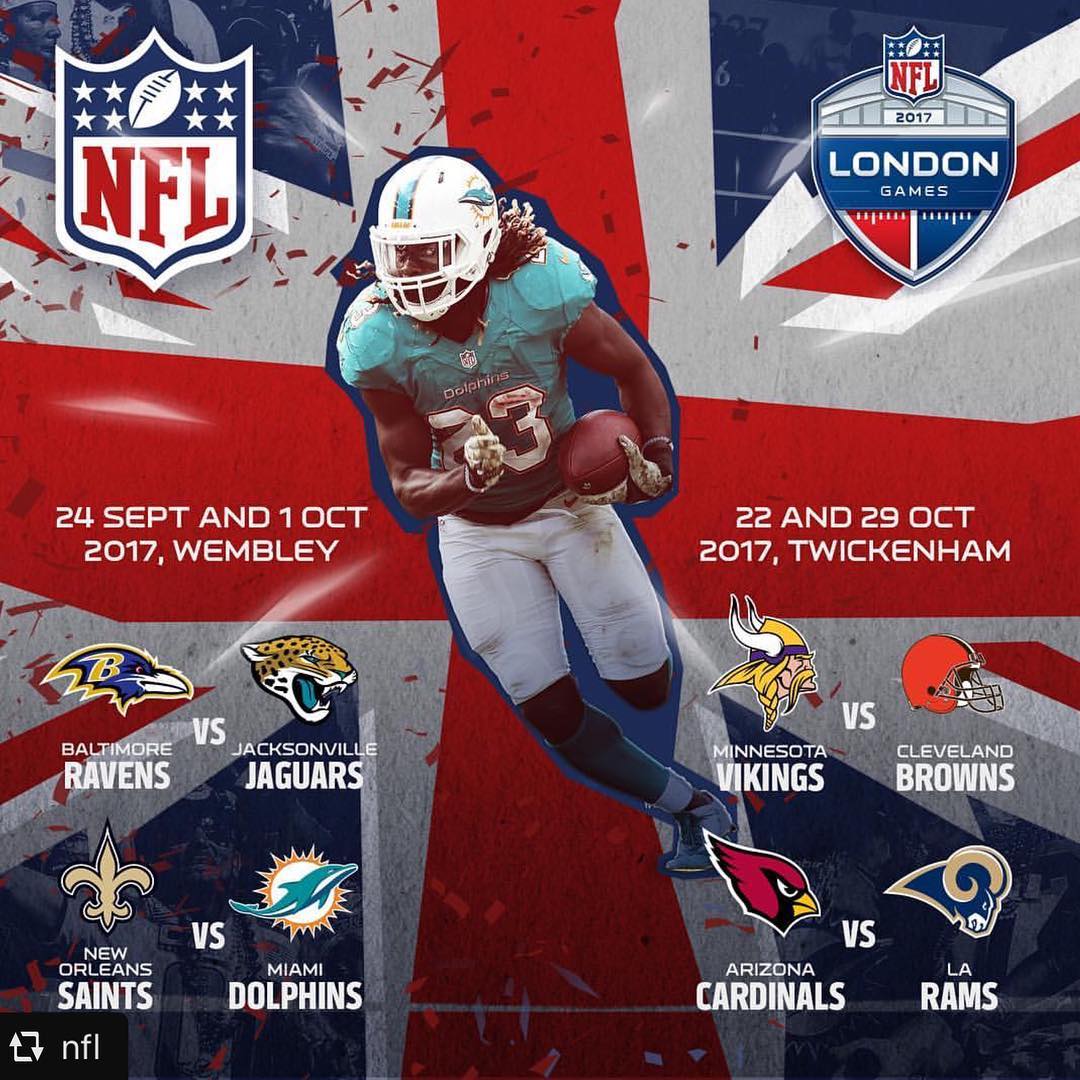 NFL
NFL
2017
LONDON
GAMES
Dolphins
23
24 SEPT AND 1 OCT
2017, WEMBLEY
22 AND 29 OCT
2017, TWICKENHAM
B
BALTIMORE
RAVENS
VS
JACKSONVILLE
JAGUARS
MINNESOTA
VIKINGS
VS
CLEVELAND
BROWNS
NEW
ORLEANS
SAINTS
VS
MIAMI
DOLPHINS
ARIZONA
CARDINALS
VS
LA
RAMS
nfl